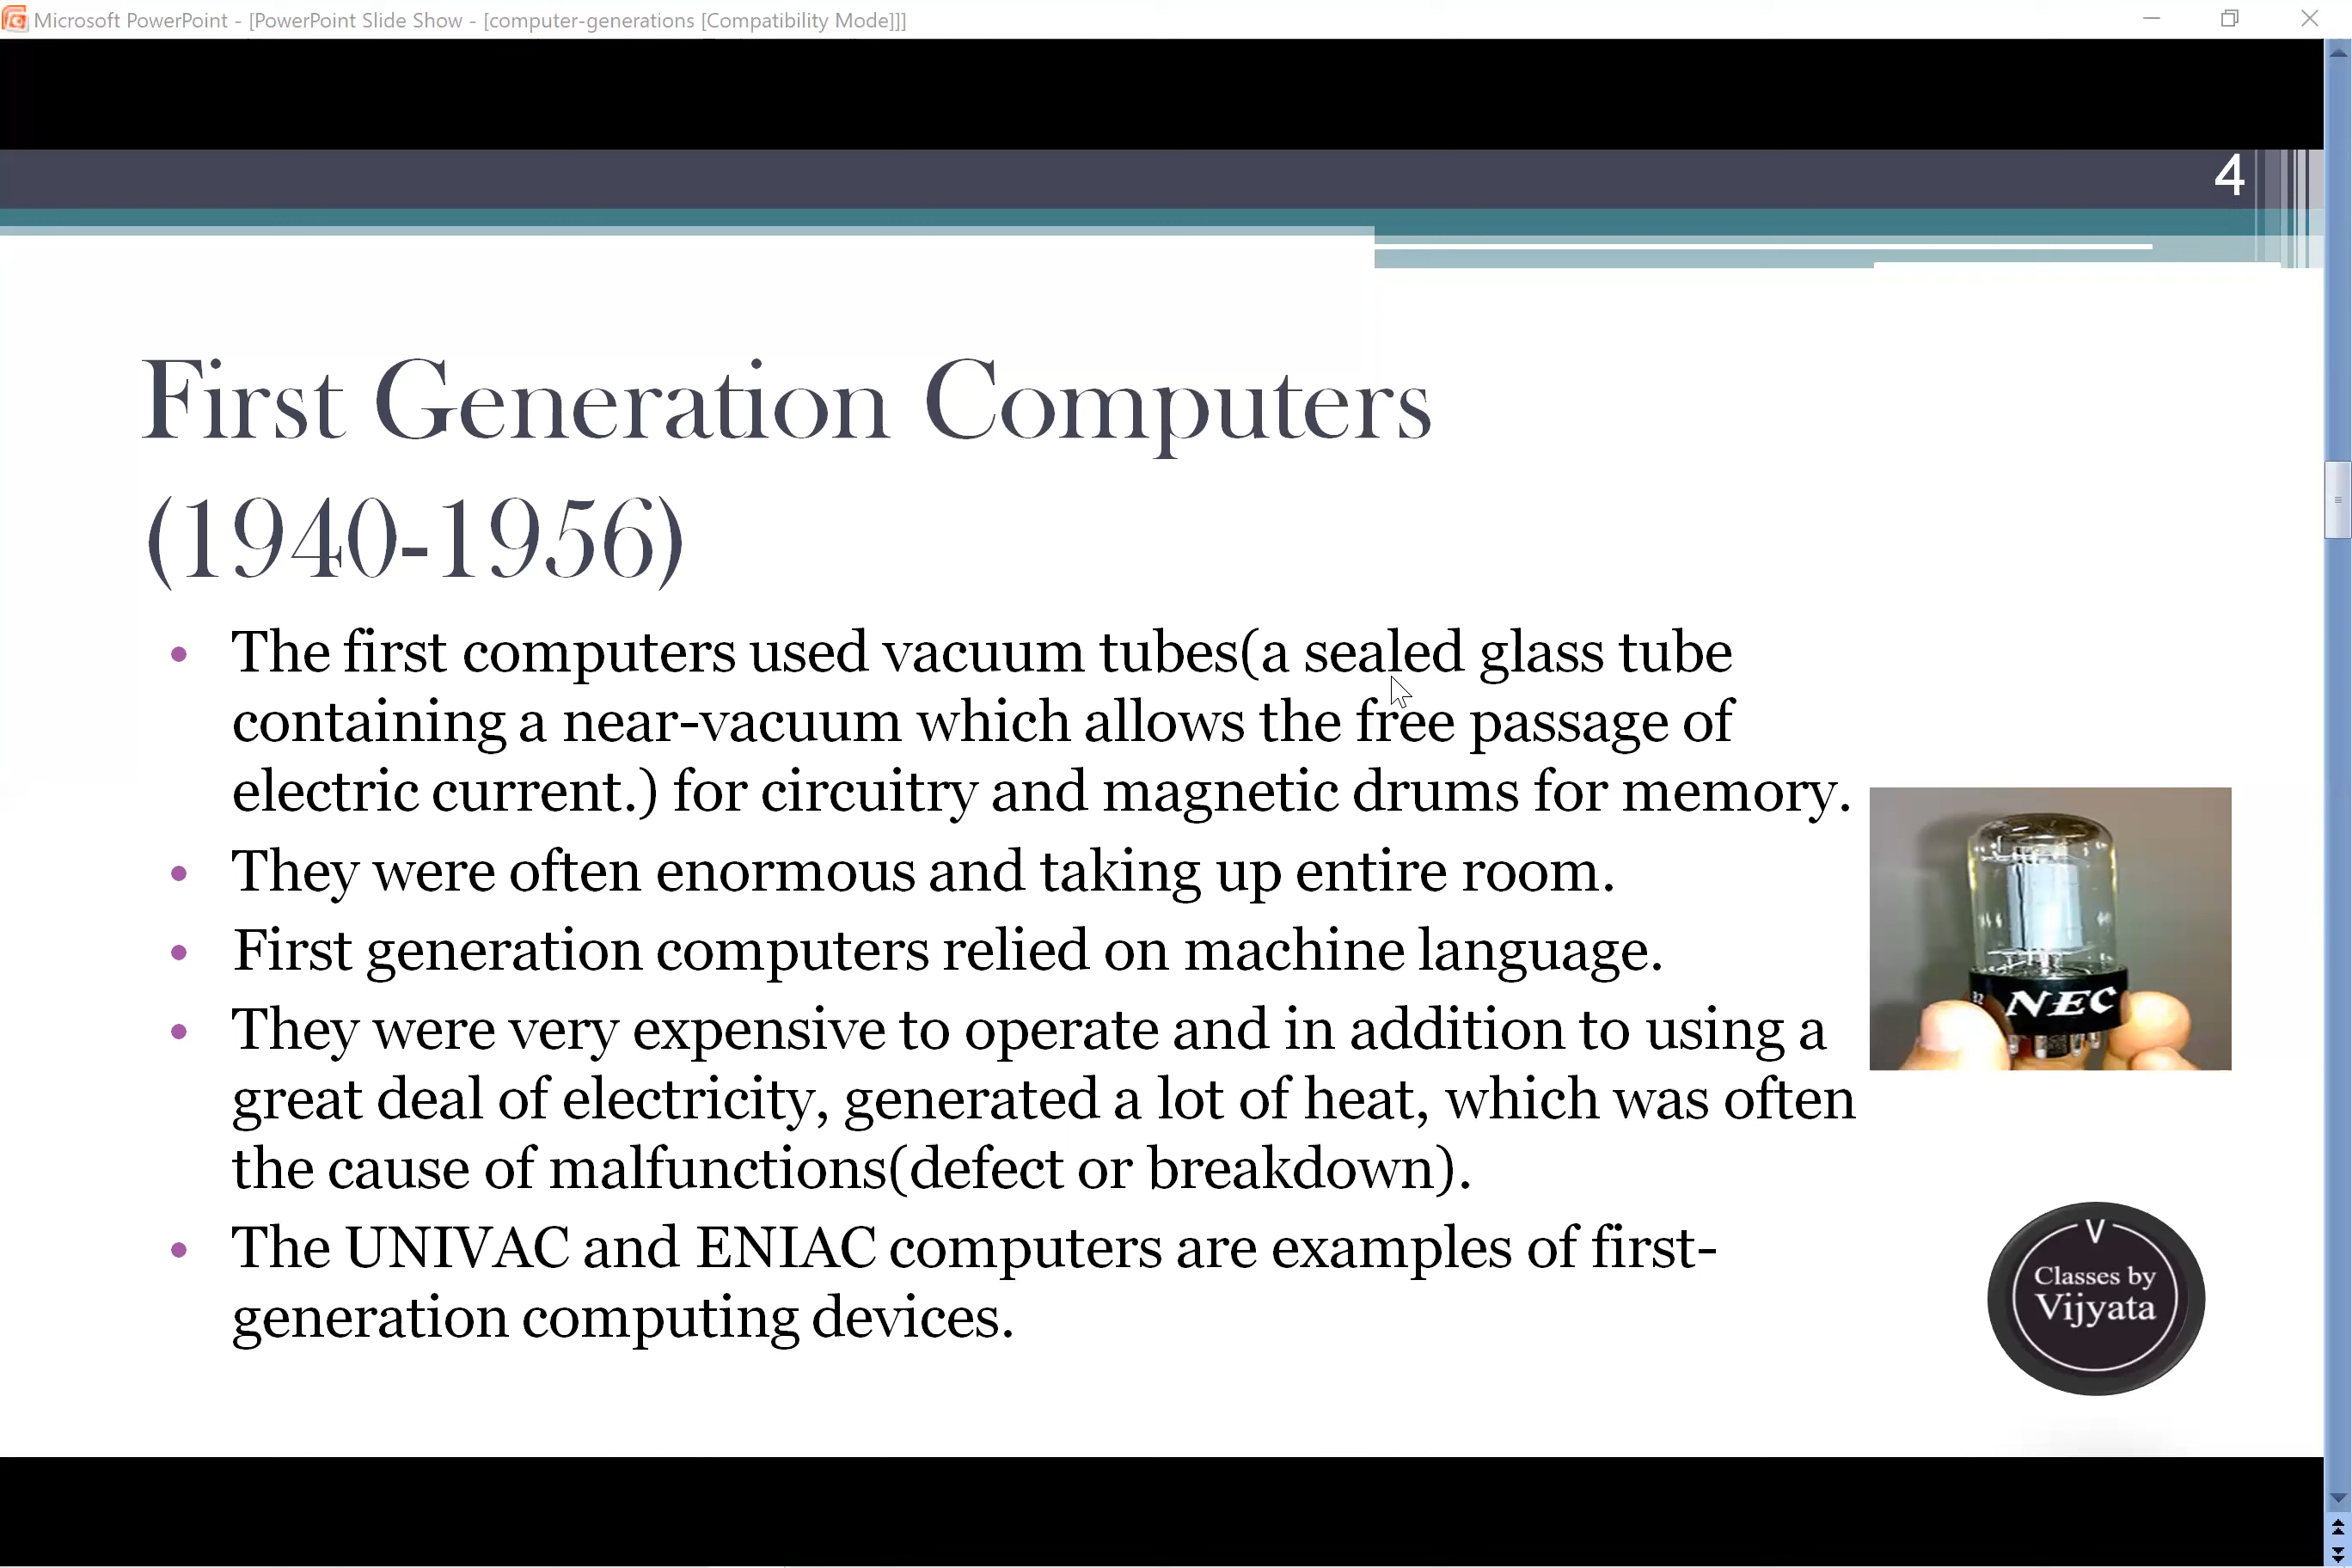 Microsoft PowerPoint - [PowerPoint Slide Show - [computer-generations [Compatibility Mode]]]
4
First Generation Computers
(1940-1956)
• The first computers used vacuum tubes(a sealed glass tube
containing a near-vacuum which allows the free passage of
electric current.) for circuitry and magnetic drums for memory.
• They were often enormous and taking up entire room.
• First generation computers relied on machine language.
• They were very expensive to operate and in addition to using a
great deal of electricity, generated a lot of heat, which was often
the cause of malfunctions(defect or breakdown).
• The UNIVAC and ENIAC computers are examples of first-
generation computing devices.
NEC
V
Classes by
Vijyata